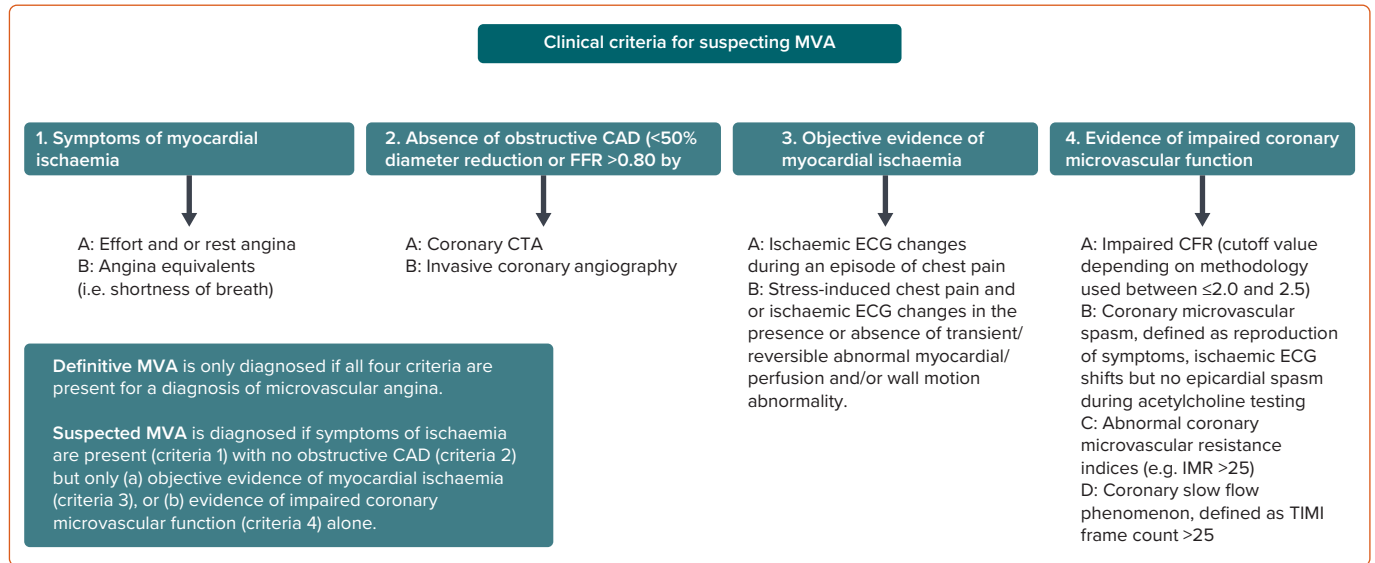 Clinical criteria for suspecting MVA
1. Symptoms of myocardial
ischaemia
A: Effort and or rest angina
B: Angina equivalents
(i.e. shortness of breath)
2. Absence of obstructive CAD (<50%
diameter reduction or FFR >0.80 by
A: Coronary CTA
B: Invasive coronary angiography
3. Objective evidence of
myocardial ischaemia
A: Ischaemic ECG changes
during an episode of chest pain
B: Stress-induced chest pain and
or ischaemic ECG changes in the
presence or absence of transient/
reversible abnormal myocardial/
perfusion and/or wall motion
abnormality.
4. Evidence of impaired coronary
microvascular function
A: Impaired CFR (cutoff value
depending on methodology
used between ≤2.0 and 2.5)
B: Coronary microvascular
spasm, defined as reproduction
of symptoms, ischaemic ECG
shifts but no epicardial spasm
during acetylcholine testing
C: Abnormal coronary
microvascular resistance
indices (e.g. IMR >25)
D: Coronary slow flow
phenomenon, defined as TIMI
frame count >25
Definitive MVA is only diagnosed if all four criteria are
present for a diagnosis of microvascular angina.
Suspected MVA is diagnosed if symptoms of ischaemia
are present (criteria 1) with no obstructive CAD (criteria 2)
but only (a) objective evidence of myocardial ischaemia
(criteria 3), or (b) evidence of impaired coronary
microvascular function (criteria 4) alone.